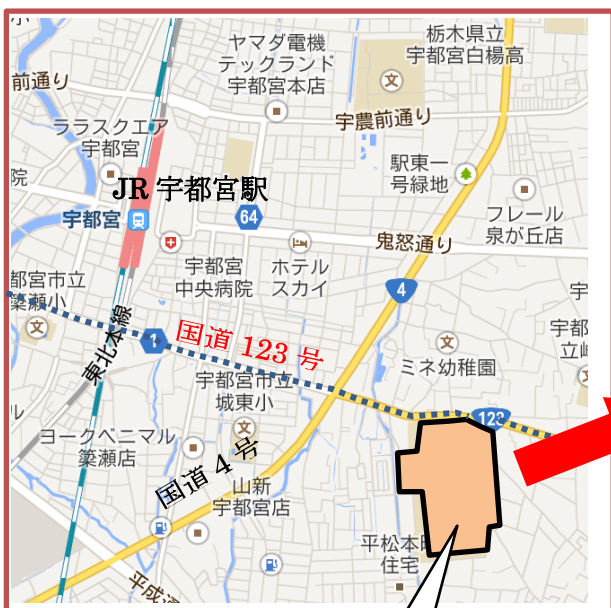 ヤマダ電機
テックランド
宇都宮本店
栃木県立
宇都宮白楊高
文
前通り
宇農前通り
ララスクエア
宇都宮
院
JR 宇都宮駅
駅東一
号緑地
宇都宮
64
フレール
泉が丘店
鬼怒通り
宇都宮
中央病院
ホテル
スカイ
都宮市立
簗瀬小
文
4
宇
宇都
立
東北本線
国道 123 号
文
ミネ幼稚園
宇都宮市立
城東小
文
123
ル
ヨークベニマル
簗瀬店
国道 4 号
山新
宇都宮店
平松本
住宅
平成通